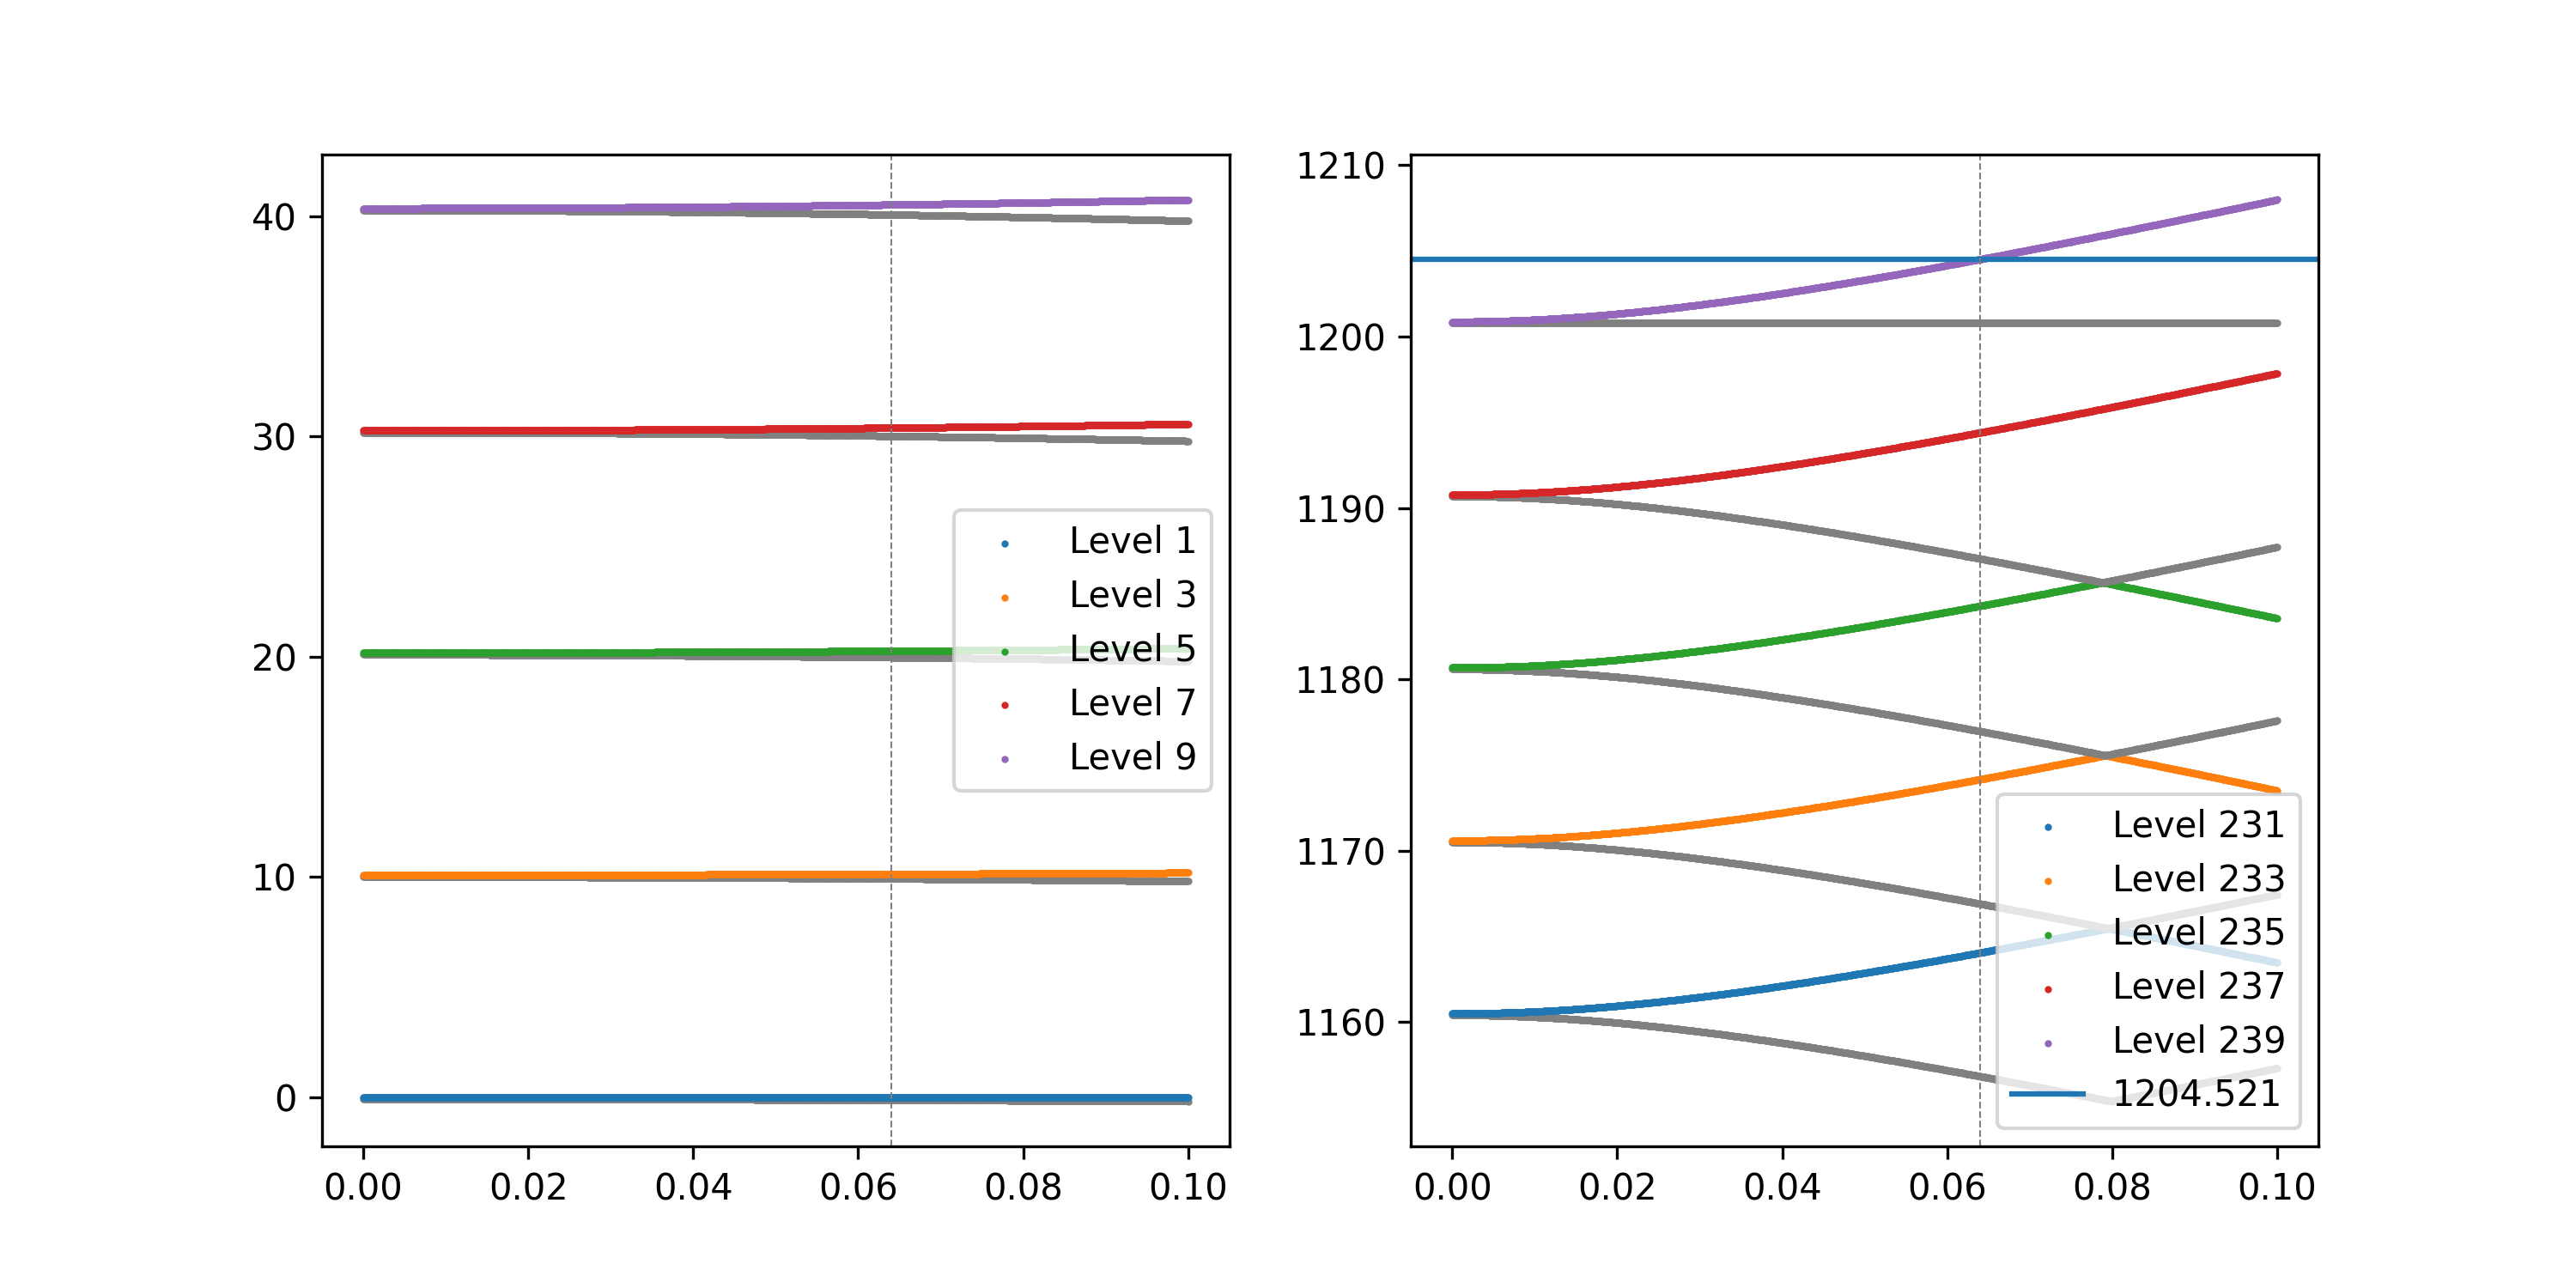 40
30
20
10
0
0.00 0.02 0.04 0.06 0.08 0.10
Level 1
Level 3
Level 5
Level 7
Level 9
1210
1200
1190
1180
1170
1160
0.00 0.02 0.04 0.06 0.08 0.10
Level 231
Level 233
Level 235
Level 237
Level 239
1204.521